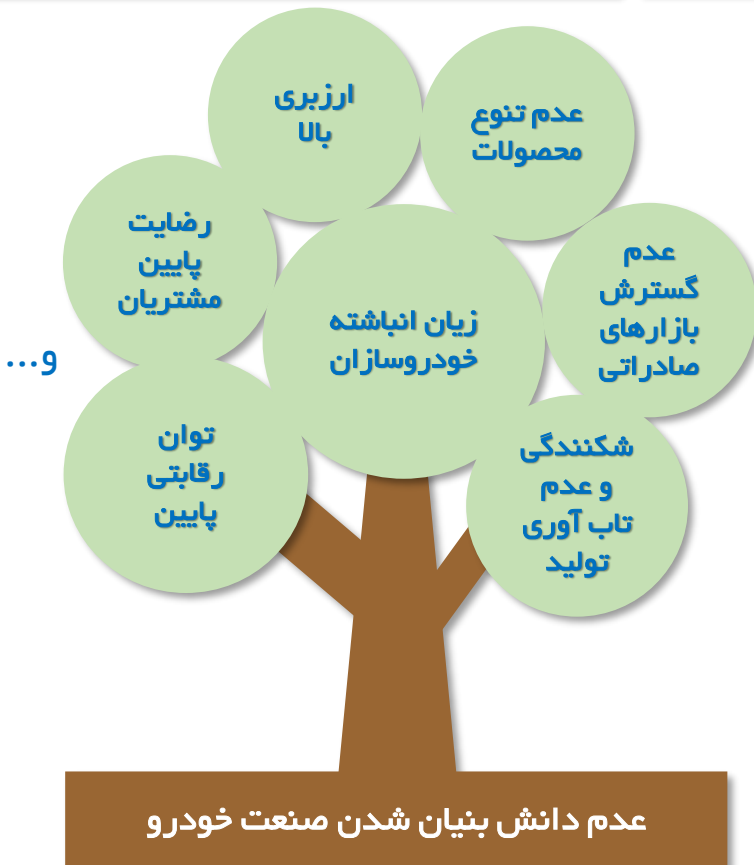 ارزبری
بالا
عدم تنوع
محصولات
رضایت
پایین
مشتریان
عدم
گسترش
بازارهای
صادراتی
زیان انباشته
خودروسازان
و...
توان
رقابتی
پایین
شکنندگی
و عدم
تاب آوری
تولید
عدم دانش بنیان شدن صنعت خودرو